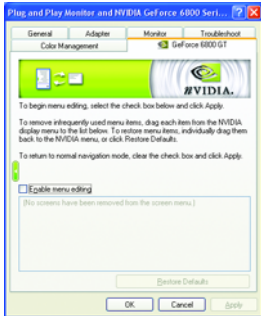 Plug and Play Monitor and NVIDIA GeForce 6800 Seri...
General Adapter Monitor Troubleshoot
Color Management GeForce 6800 GT
NVIDIA.
To begin menu editing, select the check box below and click Apply.
To remove infrequently used menu items, drag each item from the NVIDIA
display menu to the list below. To restore menu items, individually drag them
back to the NVIDIA menu, or click Restore Defaults.
To return to normal navigation mode, clear the check box and click Apply.
Enable menu editing
(No screens have been removed from the screen menu.)
Restore Defaults
OK Cancel Apply